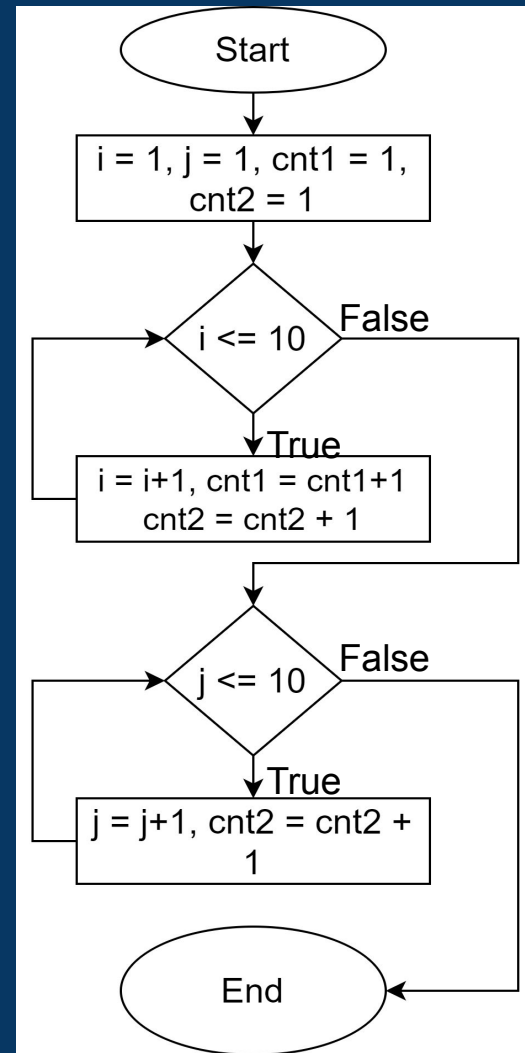 Start
i = 1, j = 1, cnt1 = 1,
cnt2 = 1
i <= 10
False
True
i = i+1, cnt1 = cnt1+1
cnt2 = cnt2 + 1
j <= 10
False
True
j = j+1, cnt2 = cnt2 +
1
End